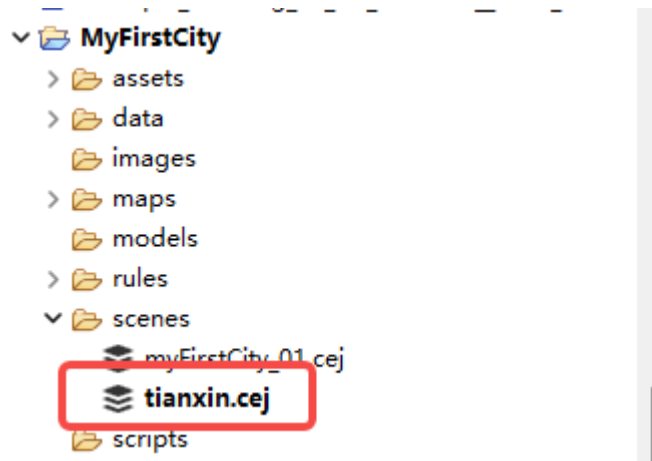 MyFirstCity
assets
data
images
maps
models
rules
scenes
myFirstCity_01.cej
tianxin.cej
scripts